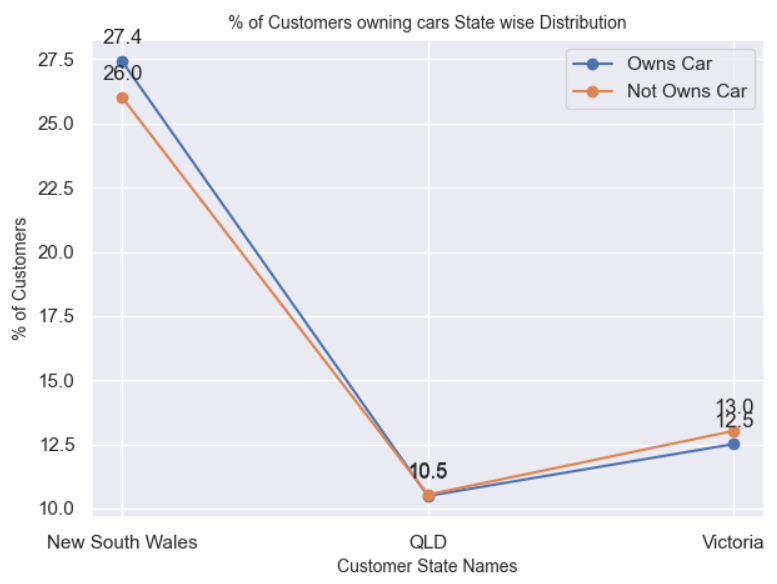 % of Customers owning cars State wise Distribution
27.4
26.0
Owns Car
Not Owns Car
27.5
25.0
22.5
20.0
17.5
15.0
12.5
10.0
% of Customers
10.5
10.5
13.0
12.5
New South Wales
QLD
Victoria
Customer State Names